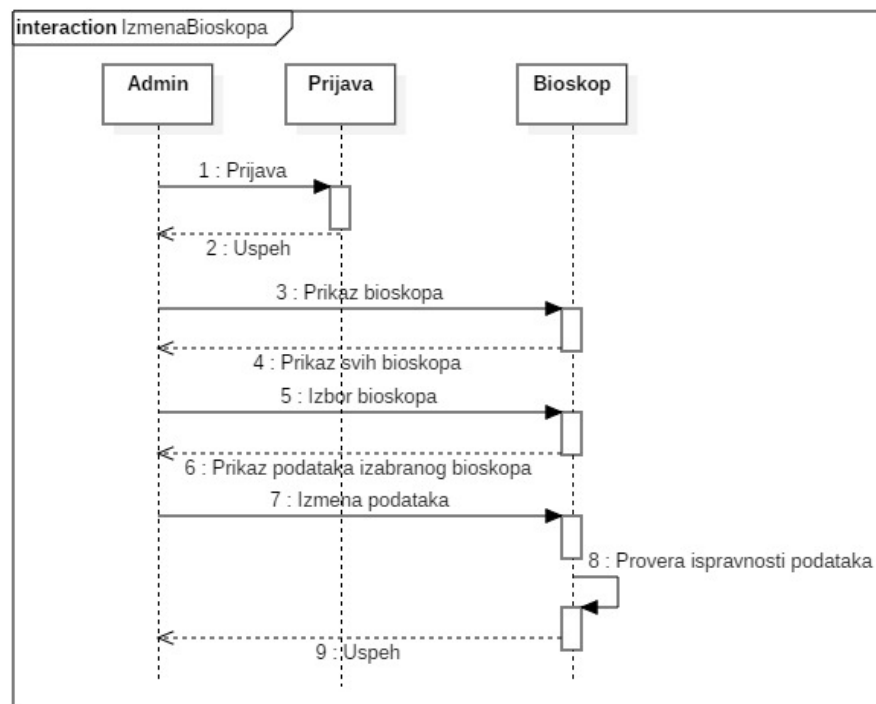 interaction IzmenaBioskopa
Admin
Prijava
Bioskop
1 : Prijava
2 : Uspeh
3 : Prikaz bioskopa
4 : Prikaz svih bioskopa
5 : Izbor bioskopa
6 : Prikaz podataka izabranog bioskopa
7 : Izmena podataka
8 : Provera ispravnosti podataka
9 : Uspeh